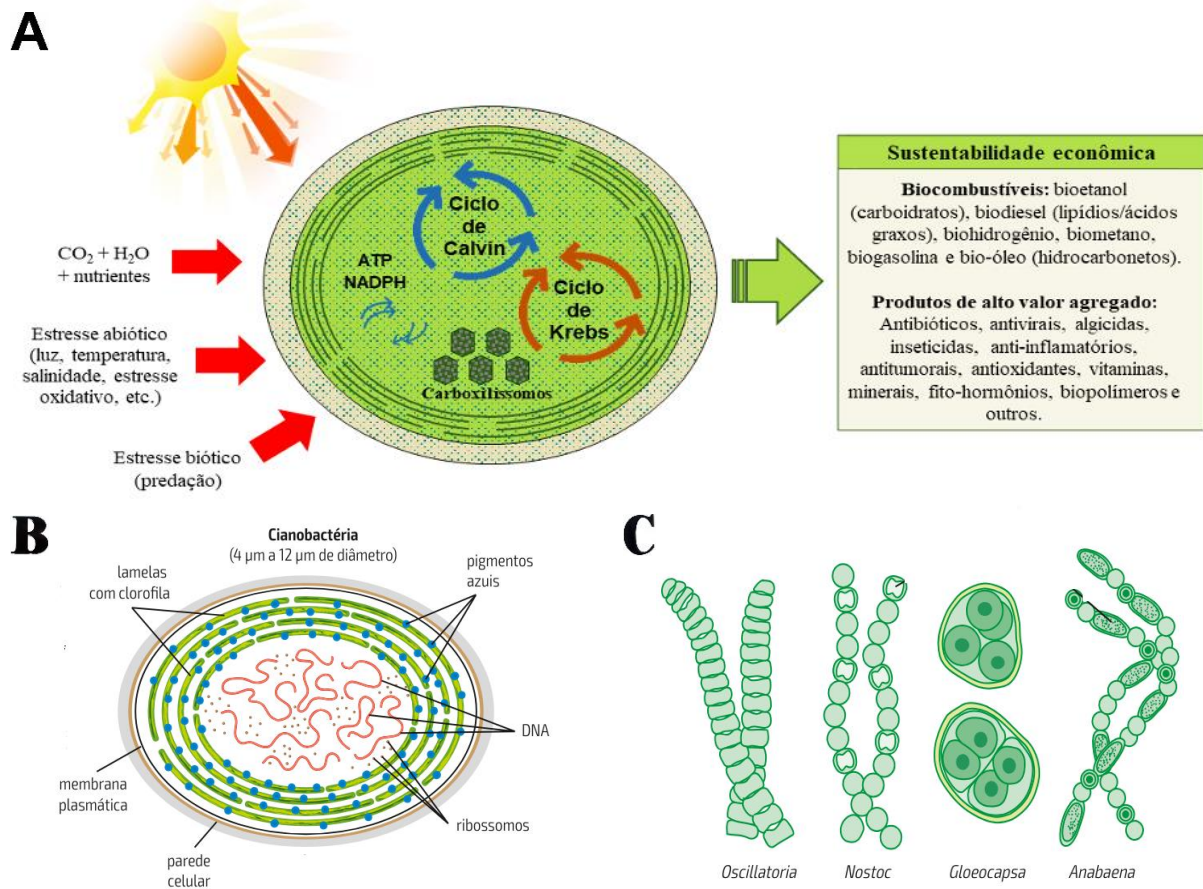 A
CO₂ + H₂O
+ nutrientes
Estresse abiótico
(luz, temperatura,
salinidade, estresse
oxidativo, etc.)
Estresse biótico
(predação)
Ciclo
de
Calvin
ATP
NADPH
Ciclo
de
Krebs
Carboxilissomos
Sustentabilidade econômica
Biocombustíveis: bioetanol
(carboidratos), biodiesel (lipídios/ácidos
graxos), biohidrogênio, biometano,
biogasolina e bio-óleo (hidrocarbonetos).
Produtos de alto valor agregado:
Antibióticos, antivirais, algicidas,
inseticidas, anti-inflamatórios,
antitumorais, antioxidantes, vitaminas,
minerais, fito-hormônios, biopolímeros e
outros.
B
Cianobactéria
(4 µm a 12 µm de diâmetro)
lamelas
com clorofila
pigmentos
azuis
DNA
membrana
plasmática
ribossomos
parede
celular
C
Oscillatoria
Nostoc
Gloeocapsa
Anabaena